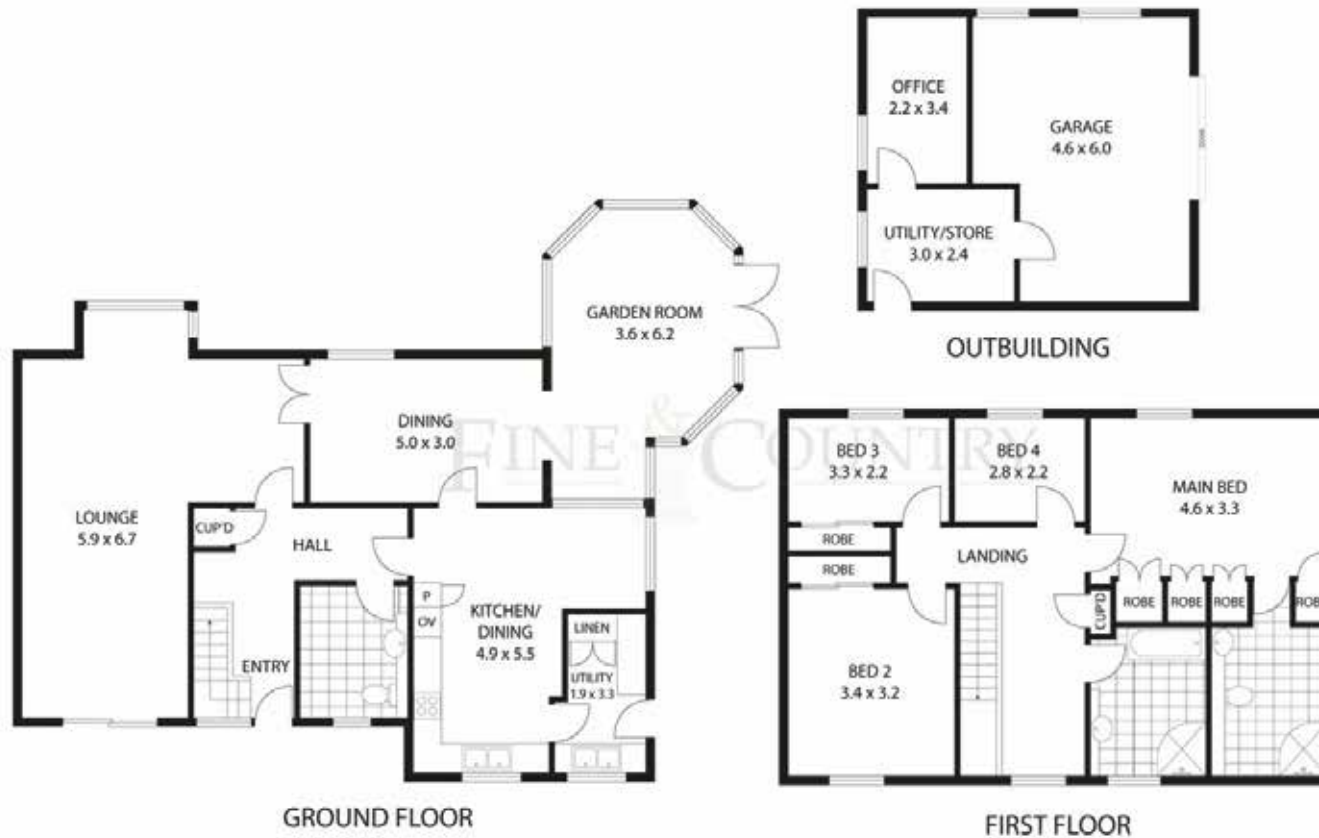 OFFICE
2.2 x 3.4
GARAGE
4.6 x 6.0
UTILITY/STORE
3.0 x 2.4
OUTBUILDING
GARDEN ROOM
3.6 x 6.2
DINING
5.0 x 3.0
LOUNGE
5.9 x 6.7
CUP'D
HALL
P
OV
KITCHEN/
DINING
4.9 x 5.5
LINEN
UTILITY
1.9 x 3.3
ENTRY
GROUND FLOOR
FINE & COUNTRY
BED 3
3.3 x 2.2
BED 4
2.8 x 2.2
MAIN BED
4.6 x 3.3
ROBE
ROBE
LANDING
CUP'D
ROBE
ROBE
ROBE
ROB
BED 2
3.4 x 3.2
FIRST FLOOR